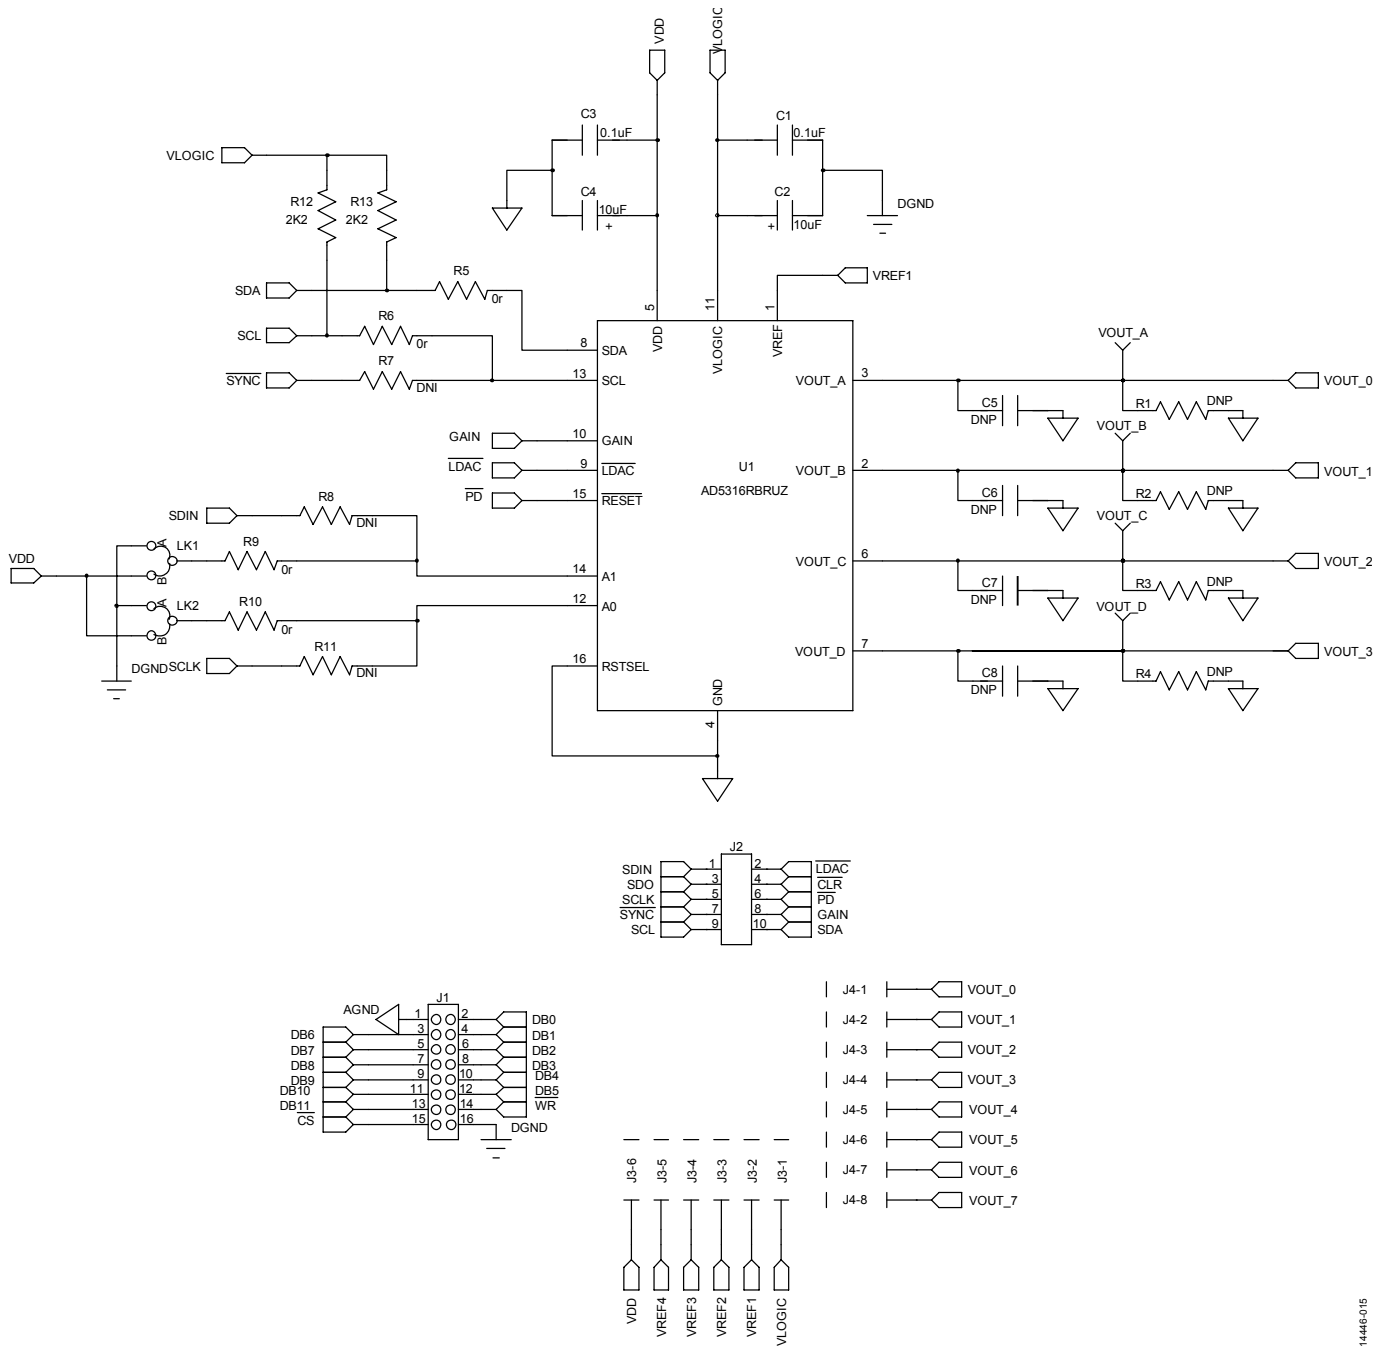 VDD
VLOGIC
C3
0.1uF
C1
0.1uF
VLOGIC
R12
2K2
R13
2K2
C4
10uF
+
C2
+
10uF
DGND
R5
0r
SDA
VREF1
5
11
1
SCL
R6
0r
SYNC
R7
DNI
8
SDA
13
SCL
VDD
VLOGIC
VREF
GAIN
10
GAIN
LDAC
9
LDAC
PD
15
RESET
U1
AD5316RBRUZ
VOUT_A
3
VOUT_A
VOUT_0
C5
DNP
R1
DNP
VOUT_B
2
VOUT_B
VOUT_1
C6
DNP
R2
DNP
VOUT_C
6
VOUT_C
VOUT_2
C7
DNP
R3
DNP
VOUT_D
7
VOUT_D
VOUT_3
C8
DNP
R4
DNP
SDIN
R8
DNI
VDD
A
B
LK1
R9
0r
14
A1
A
B
LK2
R10
0r
12
A0
DGND
SCLK
R11
DNI
16
RSTSEL
GND
4
J2
SDIN
1
2
LDAC
SDO
3
4
CLR
SCLK
5
6
PD
SYNC
7
8
GAIN
SCL
9
10
SDA
J1
AGND
1
2
DB0
DB6
3
4
DB1
DB7
5
6
DB2
DB8
7
8
DB3
DB9
9
10
DB4
DB10
11
12
DB5
DB11
13
14
WR
CS
15
16
DGND
J4-1
VOUT_0
J4-2
VOUT_1
J4-3
VOUT_2
J4-4
VOUT_3
J4-5
VOUT_4
J4-6
VOUT_5
J4-7
VOUT_6
J4-8
VOUT_7
J3-6
J3-5
J3-4
J3-3
J3-2
J3-1
VDD
VREF4
VREF3
VREF2
VREF1
VLOGIC
14446-015